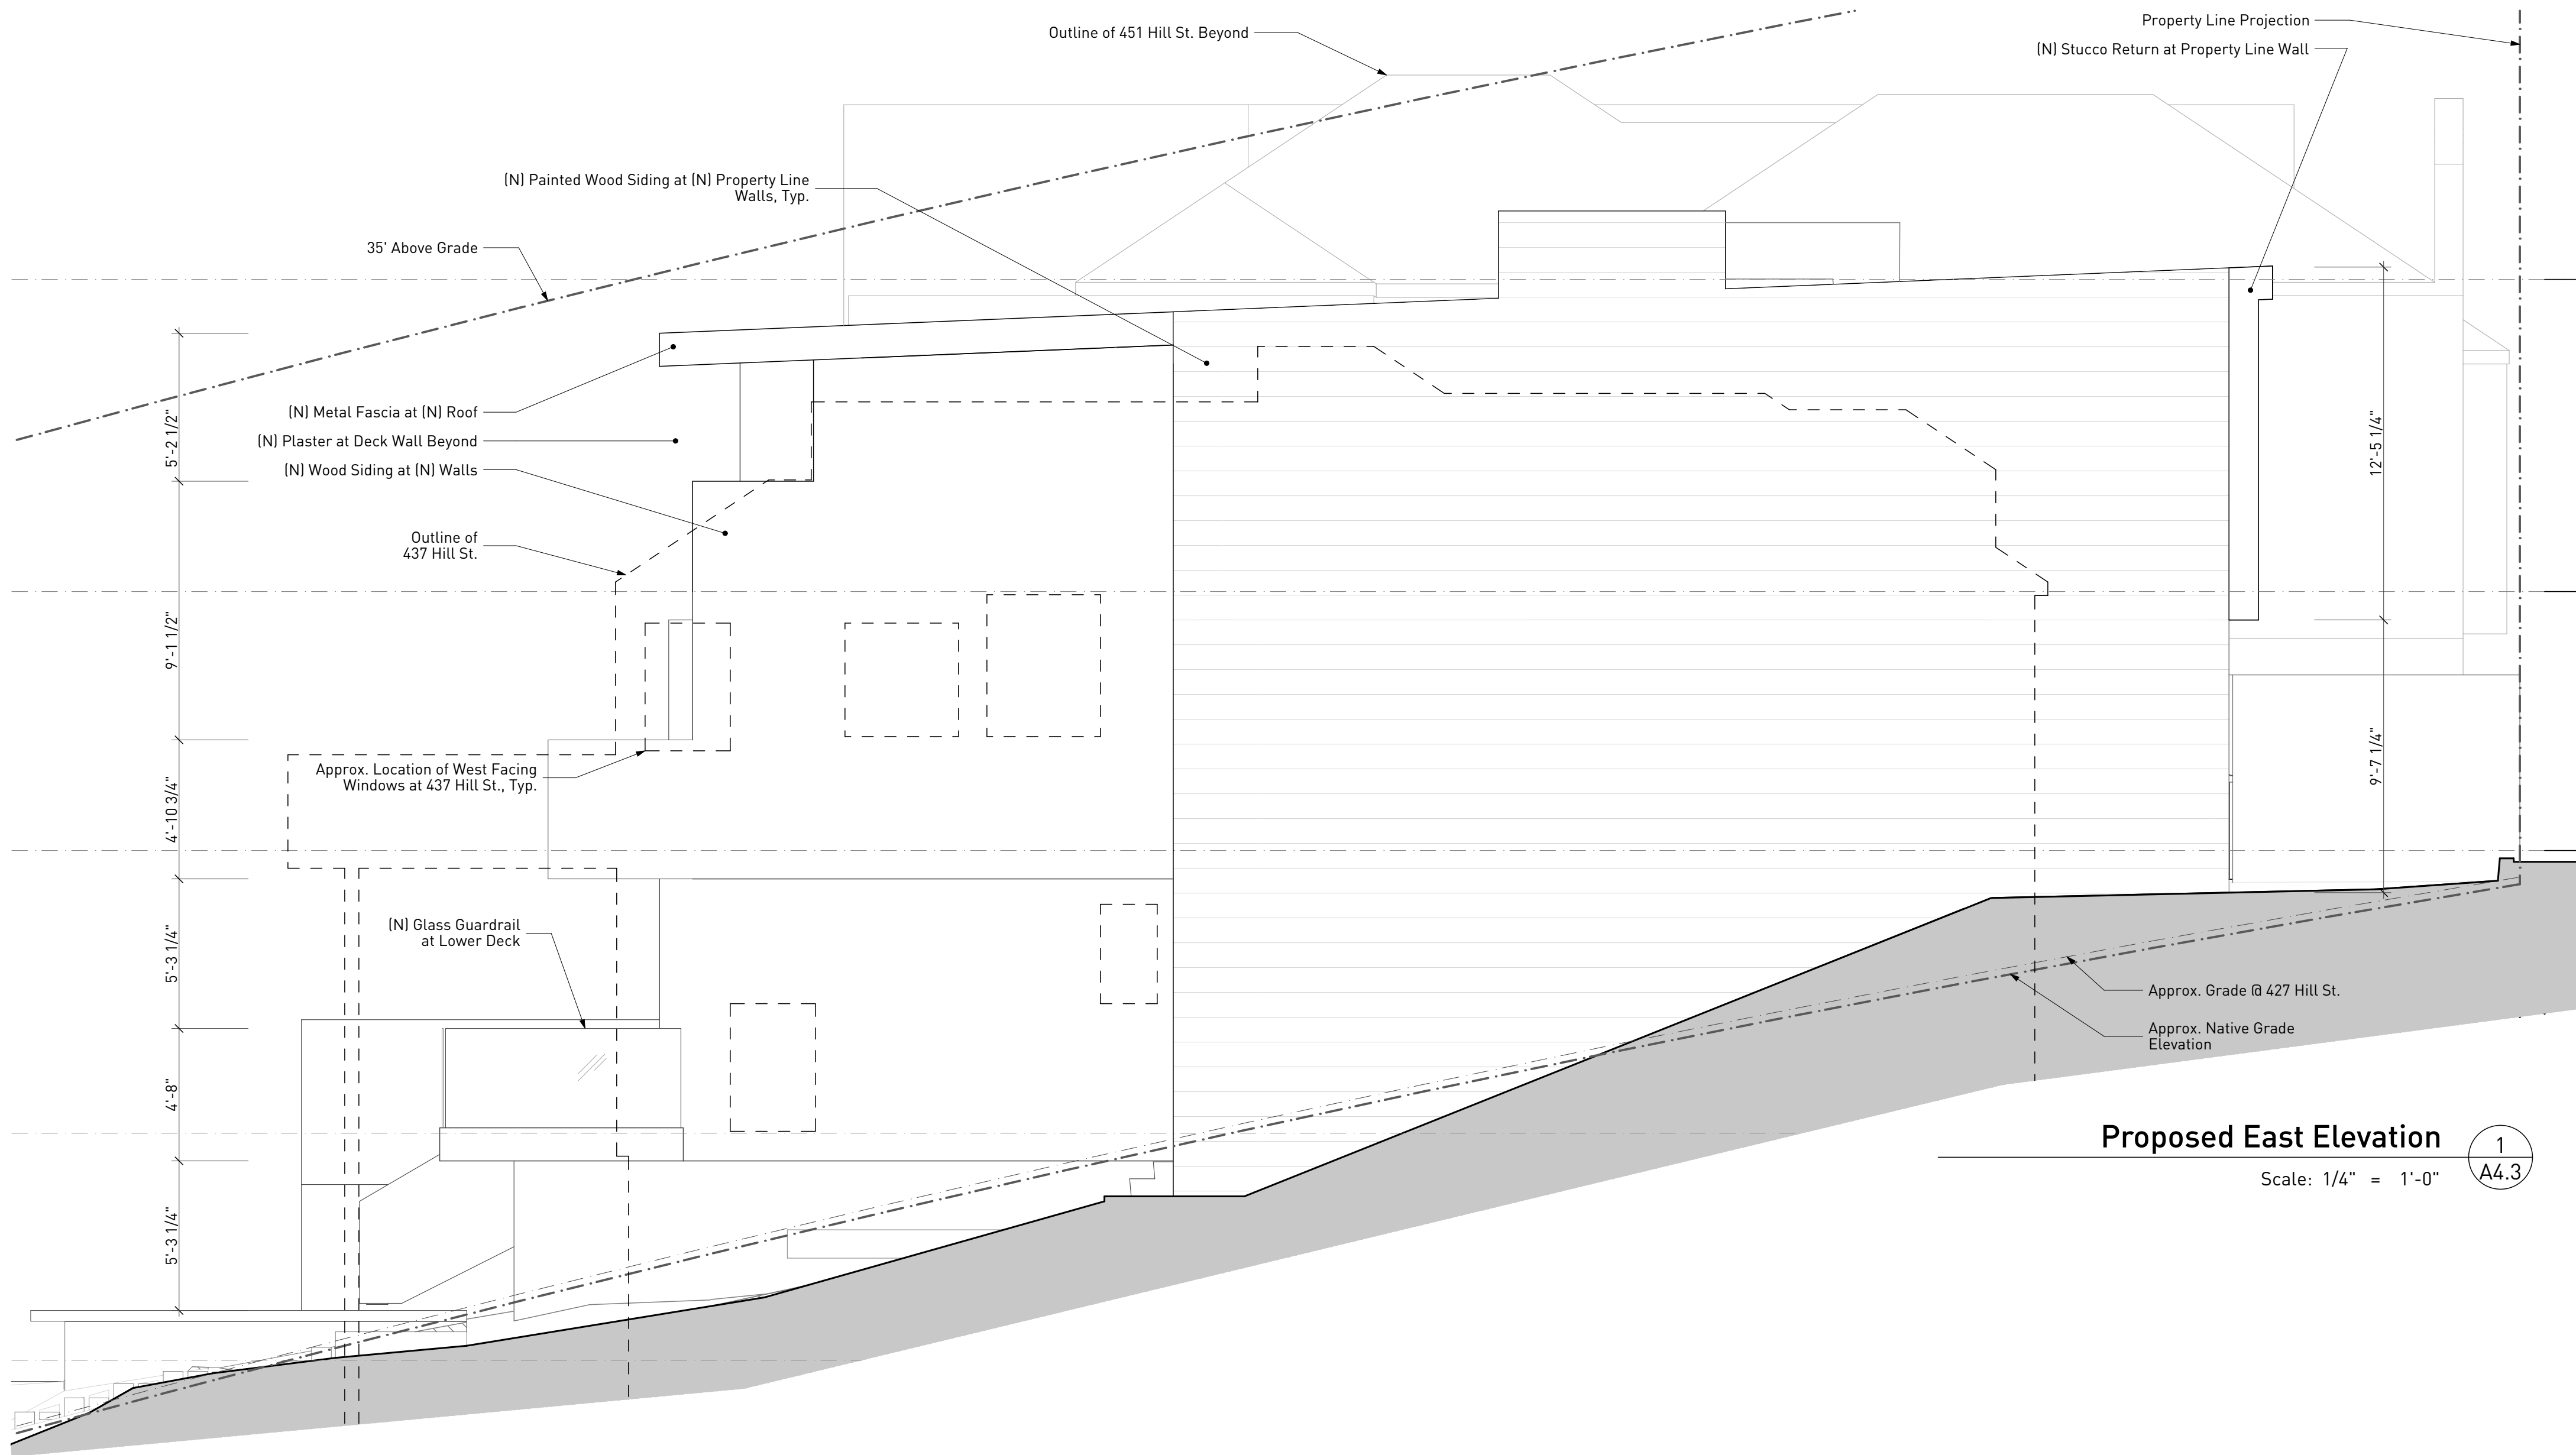 Outline of 451 Hill St. Beyond
Property Line Projection
(N) Stucco Return at Property Line Wall
(N) Painted Wood Siding at (N) Property Line
Walls, Typ.
35' Above Grade
(N) Metal Fascia at (N) Roof
(N) Plaster at Deck Wall Beyond
(N) Wood Siding at (N) Walls
Outline of
437 Hill St.
Approx. Location of West Facing
Windows at 437 Hill St., Typ.
(N) Glass Guardrail
at Lower Deck
5'-2 1/2"
9'-1 1/2"
4'-10 3/4"
5'-3 1/4"
4'-8"
5'-3 1/4"
12'-5 1/4"
9'-7 1/4"
Approx. Grade @ 427 Hill St.
Approx. Native Grade
Elevation
Proposed East Elevation
Scale: 1/4" = 1'-0"
1
A4.3